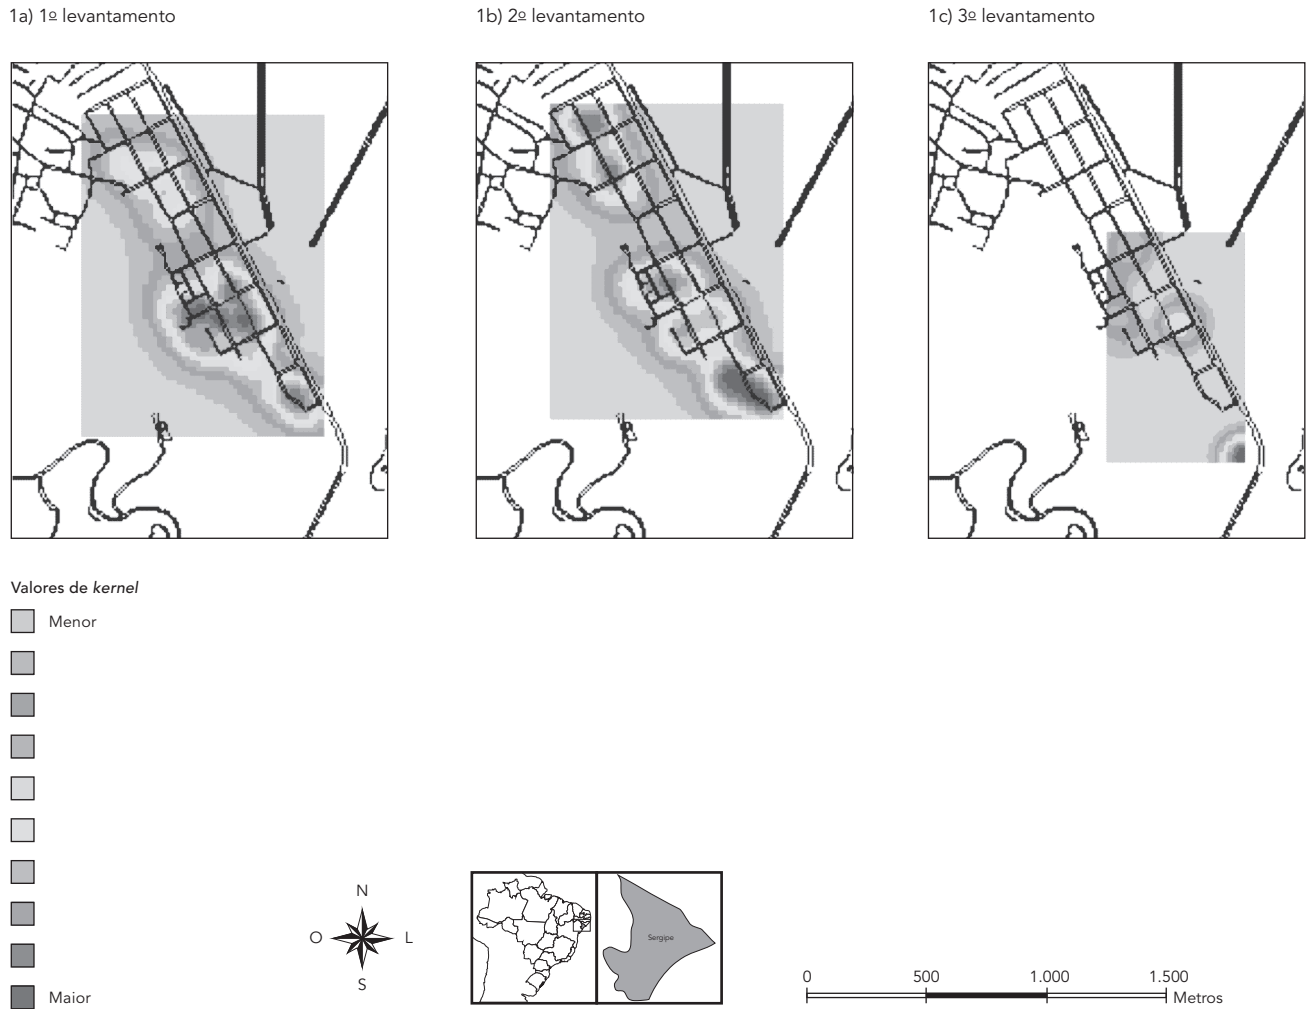 1a) 1º levantamento
1b) 2º levantamento
1c) 3º levantamento
Valores de kernel
Menor
Maior
N
O
L
S
Sergipe
0 500 1.000 1.500
Metros